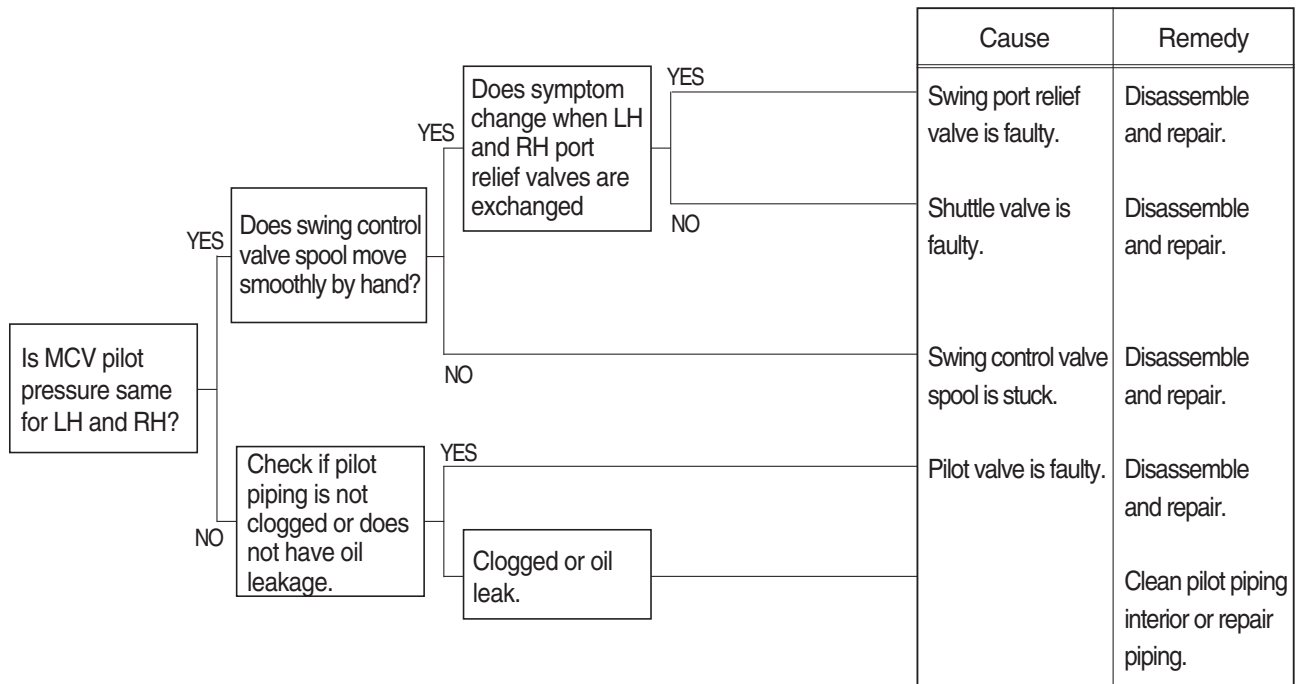 Cause
Remedy
YES
Does symptom
change when LH
and RH port
relief valves are
exchanged
YES
NO
Swing port relief
valve is faulty.
Disassemble
and repair.
Shuttle valve is
faulty.
Disassemble
and repair.
YES
Does swing control
valve spool move
smoothly by hand?
NO
Swing control valve
spool is stuck.
Disassemble
and repair.
Is MCV pilot
pressure same
for LH and RH?
NO
Check if pilot
piping is not
clogged or does
not have oil
leakage.
YES
Pilot valve is faulty.
Disassemble
and repair.
Clogged or oil
leak.
Clean pilot piping
interior or repair
piping.